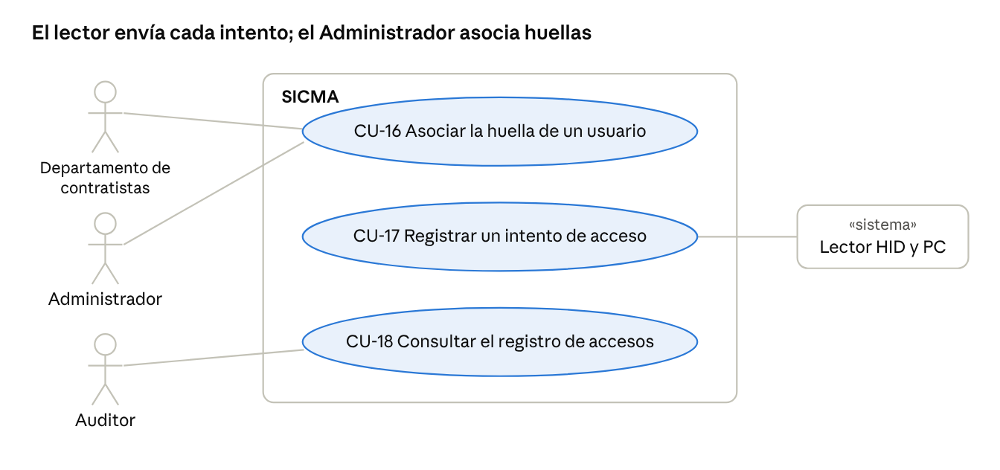 El lector envía cada intento; el Administrador asocia huellas
SICMA
CU-16 Asociar la huella de un usuario
Departamento de
contratistas
CU-17 Registrar un intento de acceso
«sistema»
Lector HID y PC
Administrador
CU-18 Consultar el registro de accesos
Auditor